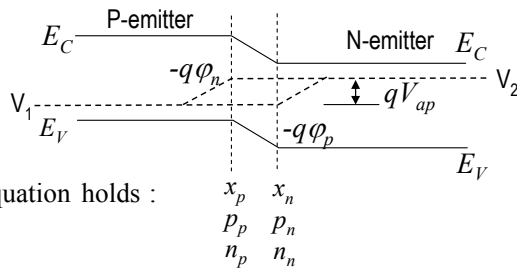 P-emitter
N-emitter
E_C
E_C
-qφ_n
V_1
V_2
qV_ap
E_V
-qφ_p
E_V
quation holds :
x_p x_n
p_p p_n
n_p n_n